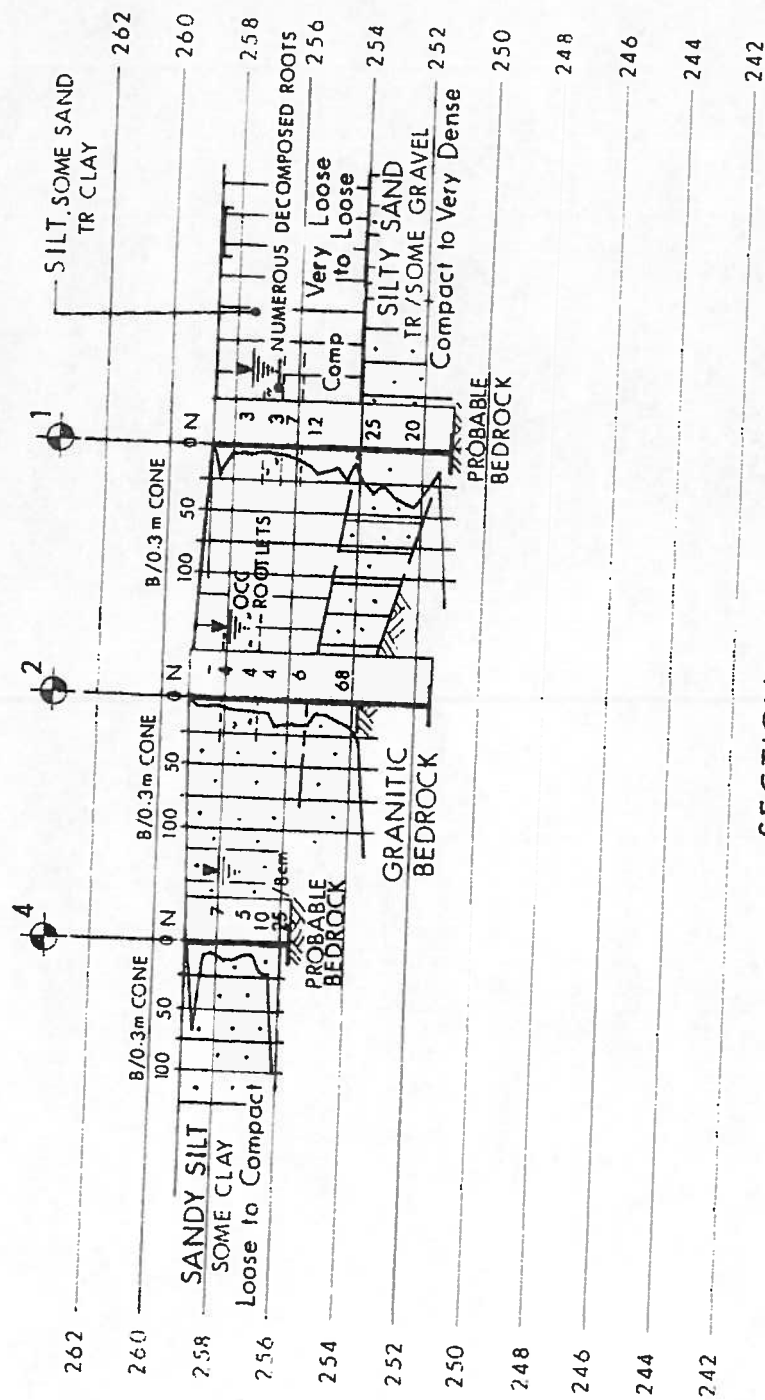 262
260
258
256
254
252
250
248
246
244
242
SANDY SILT
SOME CLAY
Loose to Compact
4
B/0.3m CONE
100
50
0
N
7
5
10
25
/8cm
PROBABLE
BEDROCK
2
B/0.3m CONE
100
50
0
N
-
4
4
4
6
68
GRANITIC
BEDROCK
OCC
ROOTLETS
1
B/0.3m CONE
100
50
0
N
3
3
7
12
25
20
PROBABLE
BEDROCK
SILT, SOME SAND
TR CLAY
NUMEROUS DECOMPOSED ROOTS
Very Loose
to Loose
Comp
SILTY SAND
TR/SOME GRAVEL
Compact to Very Dense
262
260
258
256
254
252
250
248
246
244
242